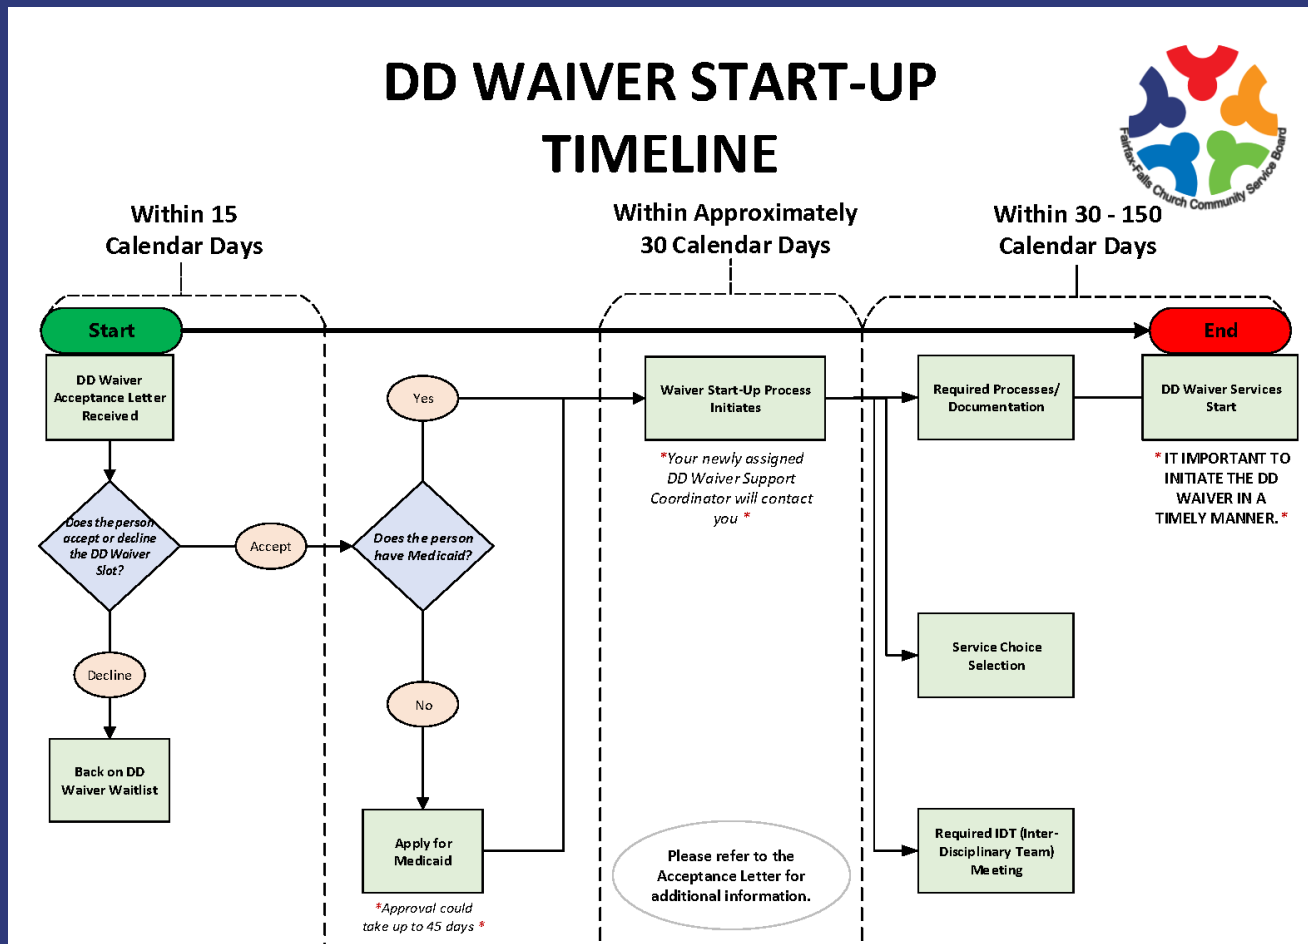 DD WAIVER START-UP
TIMELINE
Fairfax-Falls Church Community Service Board
Within 15
Calendar Days
Within Approximately
30 Calendar Days
Within 30 - 150
Calendar Days
Start
End
DD Waiver
Acceptance Letter
Received
Does the person
accept or decline
the DD Waiver
Slot?
Accept
Decline
Back on DD
Waiver Waitlist
Yes
Does the person
have Medicaid?
No
Apply for
Medicaid
*Approval could
take up to 45 days *
Waiver Start-Up Process
Initiates
*Your newly assigned
DD Waiver Support
Coordinator will contact
you *
Please refer to the
Acceptance Letter for
additional information.
Required Processes/
Documentation
Service Choice
Selection
Required IDT (Inter-
Disciplinary Team)
Meeting
DD Waiver Services
Start
* IT IMPORTANT TO
INITIATE THE DD
WAIVER IN A
TIMELY MANNER. *